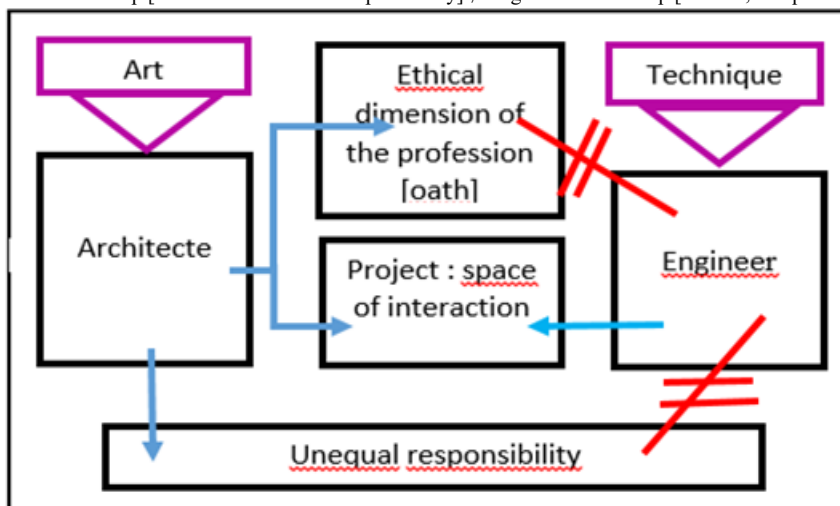 Art
Ethical
dimension of
the profession
[oath]
Technique
Architecte
Project : space
of interaction
Engineer
Unequal responsibility